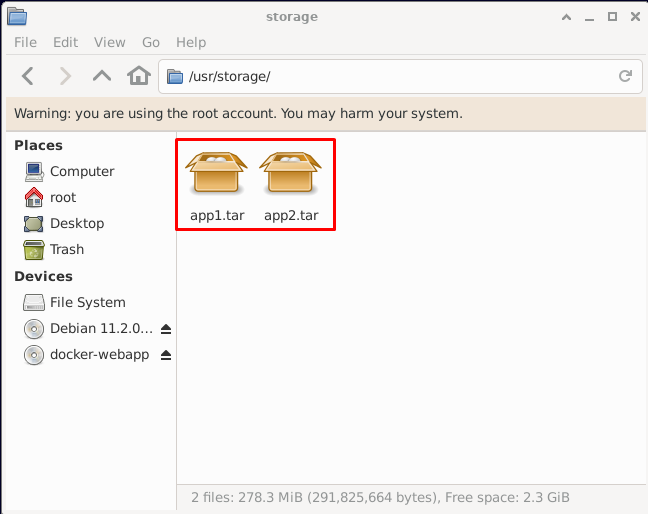 storage
File Edit View Go Help
/usr/storage/
Warning: you are using the root account. You may harm your system.
Places
Computer
root
Desktop
Trash
Devices
File System
Debian 11.2.0...
docker-webapp
app1.tar app2.tar
2 files: 278.3 MiB (291,825,664 bytes), Free space: 2.3 GiB